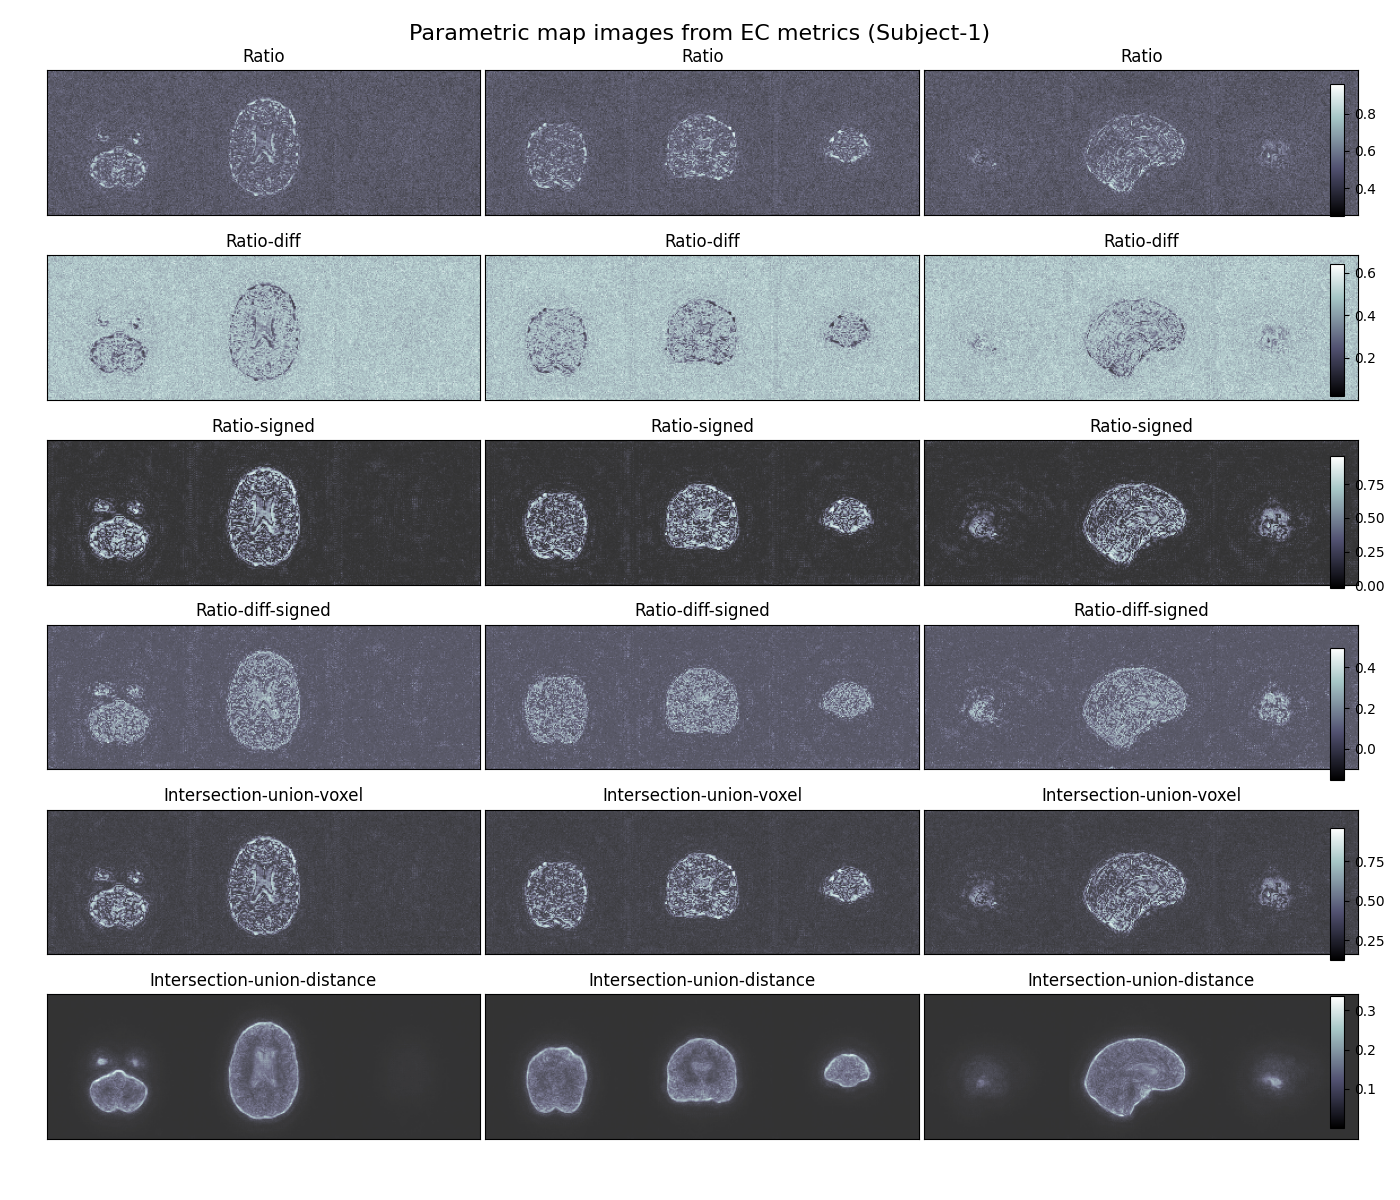 Parametric map images from EC metrics (Subject-1)
Ratio Ratio Ratio
0.8
0.6
0.4
Ratio-diff Ratio-diff Ratio-diff
0.6
0.4
0.2
Ratio-signed Ratio-signed Ratio-signed
0.75
0.50
0.25
0.00
Ratio-diff-signed Ratio-diff-signed Ratio-diff-signed
0.4
0.2
0.0
Intersection-union-voxel Intersection-union-voxel Intersection-union-voxel
0.75
0.50
0.25
Intersection-union-distance Intersection-union-distance Intersection-union-distance
0.3
0.2
0.1